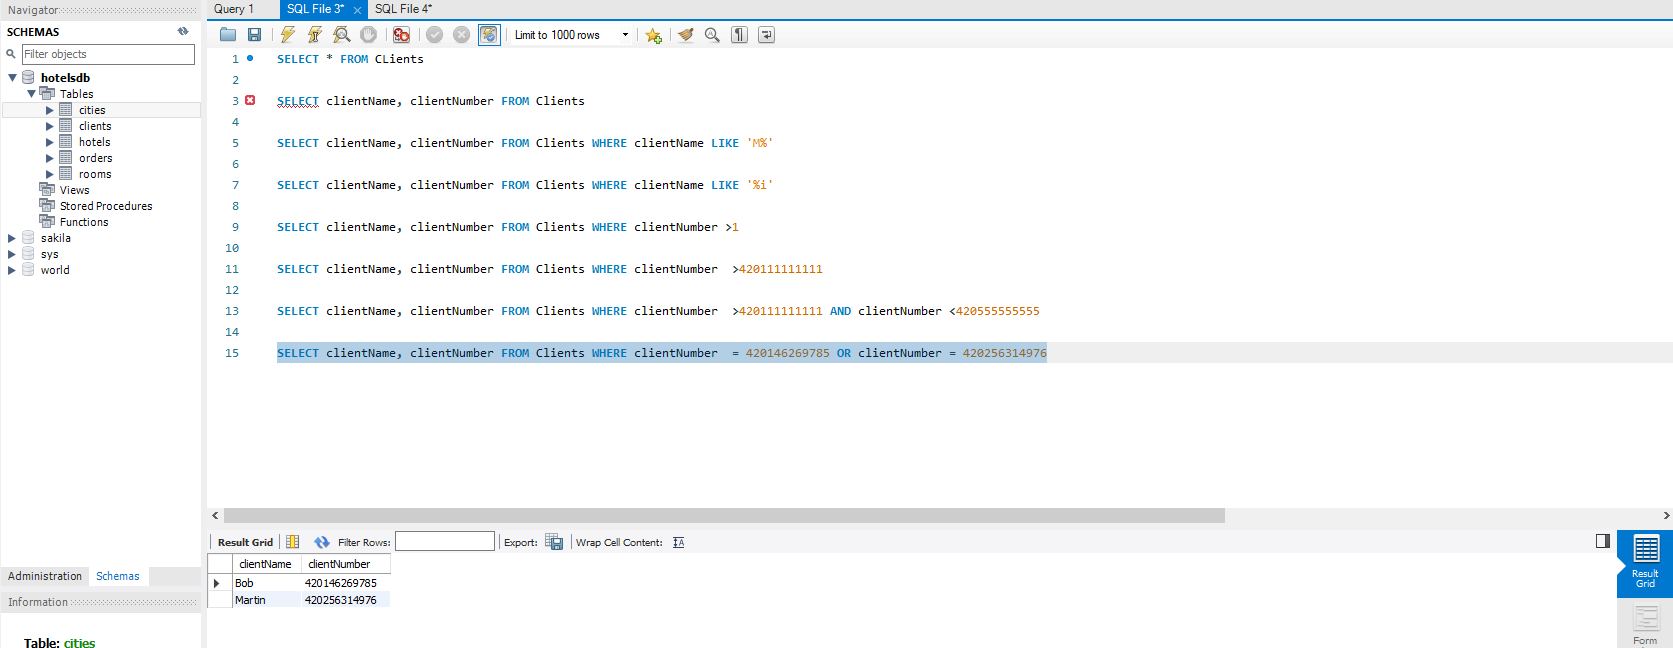 Navigator
SCHEMAS
Filter objects
hotelsdb
Tables
cities
clients
hotels
orders
rooms
Views
Stored Procedures
Functions
sakila
sys
world
Administration Schemas
Information
Table: cities
Query 1 SQL File 3* SQL File 4*
Limit to 1000 rows
1 SELECT * FROM CLients
2
3 SELECT clientName, clientNumber FROM Clients
4
5 SELECT clientName, clientNumber FROM Clients WHERE clientName LIKE 'M%'
6
7 SELECT clientName, clientNumber FROM Clients WHERE clientName LIKE '%i'
8
9 SELECT clientName, clientNumber FROM Clients WHERE clientNumber >1
10
11 SELECT clientName, clientNumber FROM Clients WHERE clientNumber >420111111111
12
13 SELECT clientName, clientNumber FROM Clients WHERE clientNumber >420111111111 AND clientNumber <420555555555
14
15 SELECT clientName, clientNumber FROM Clients WHERE clientNumber = 420146269785 OR clientNumber = 420256314976
Result Grid Filter Rows: Export: Wrap Cell Content:
clientName clientNumber
Bob 420146269785
Martin 420256314976
Result
Grid
Form